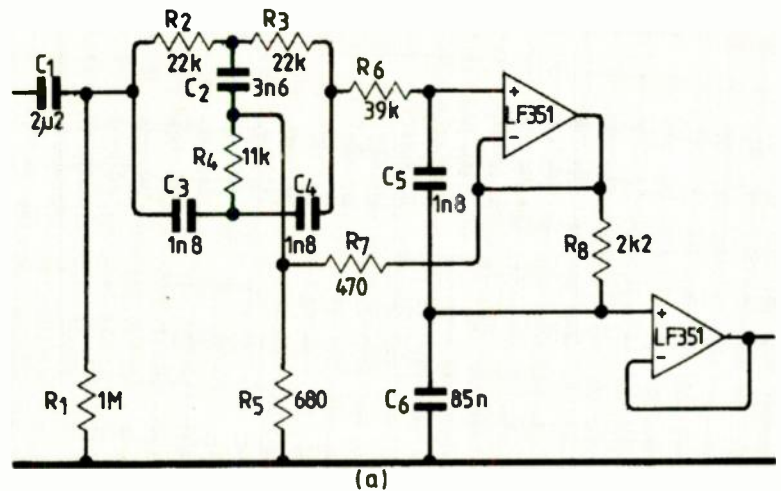 C1
2µ2
R2
22k
R3
22k
C2
3n6
R4
11k
C3
1n8
C4
1n8
R6
39k
C5
1n8
R7
470
LF351
+
-
R8
2k2
LF351
+
-
R1
1M
R5
680
C6
85n
(a)